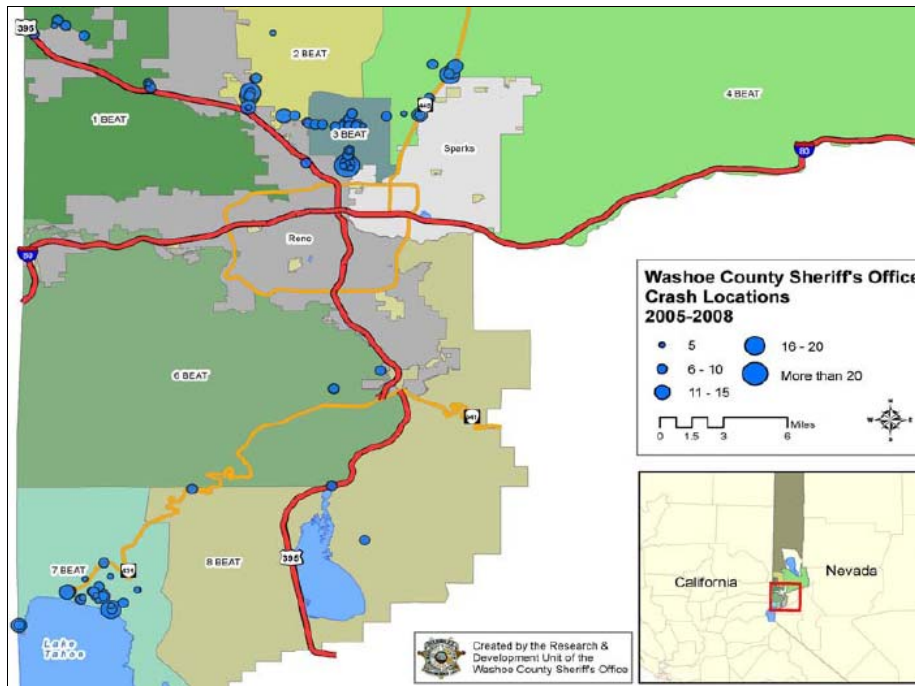 395
2 BEAT
1 BEAT
445
4 BEAT
3 BEAT
Sparks
80
Reno
80
Washoe County Sheriff's Office
Crash Locations
2005-2008
5
6 - 10
11 - 15
16 - 20
More than 20
Miles
0 1.5 3 6
N
W E
S
6 BEAT
341
395
8 BEAT
7 BEAT
431
Lake
Tahoe
California
Nevada
Created by the Research &
Development Unit of the
Washoe County Sheriff's Office